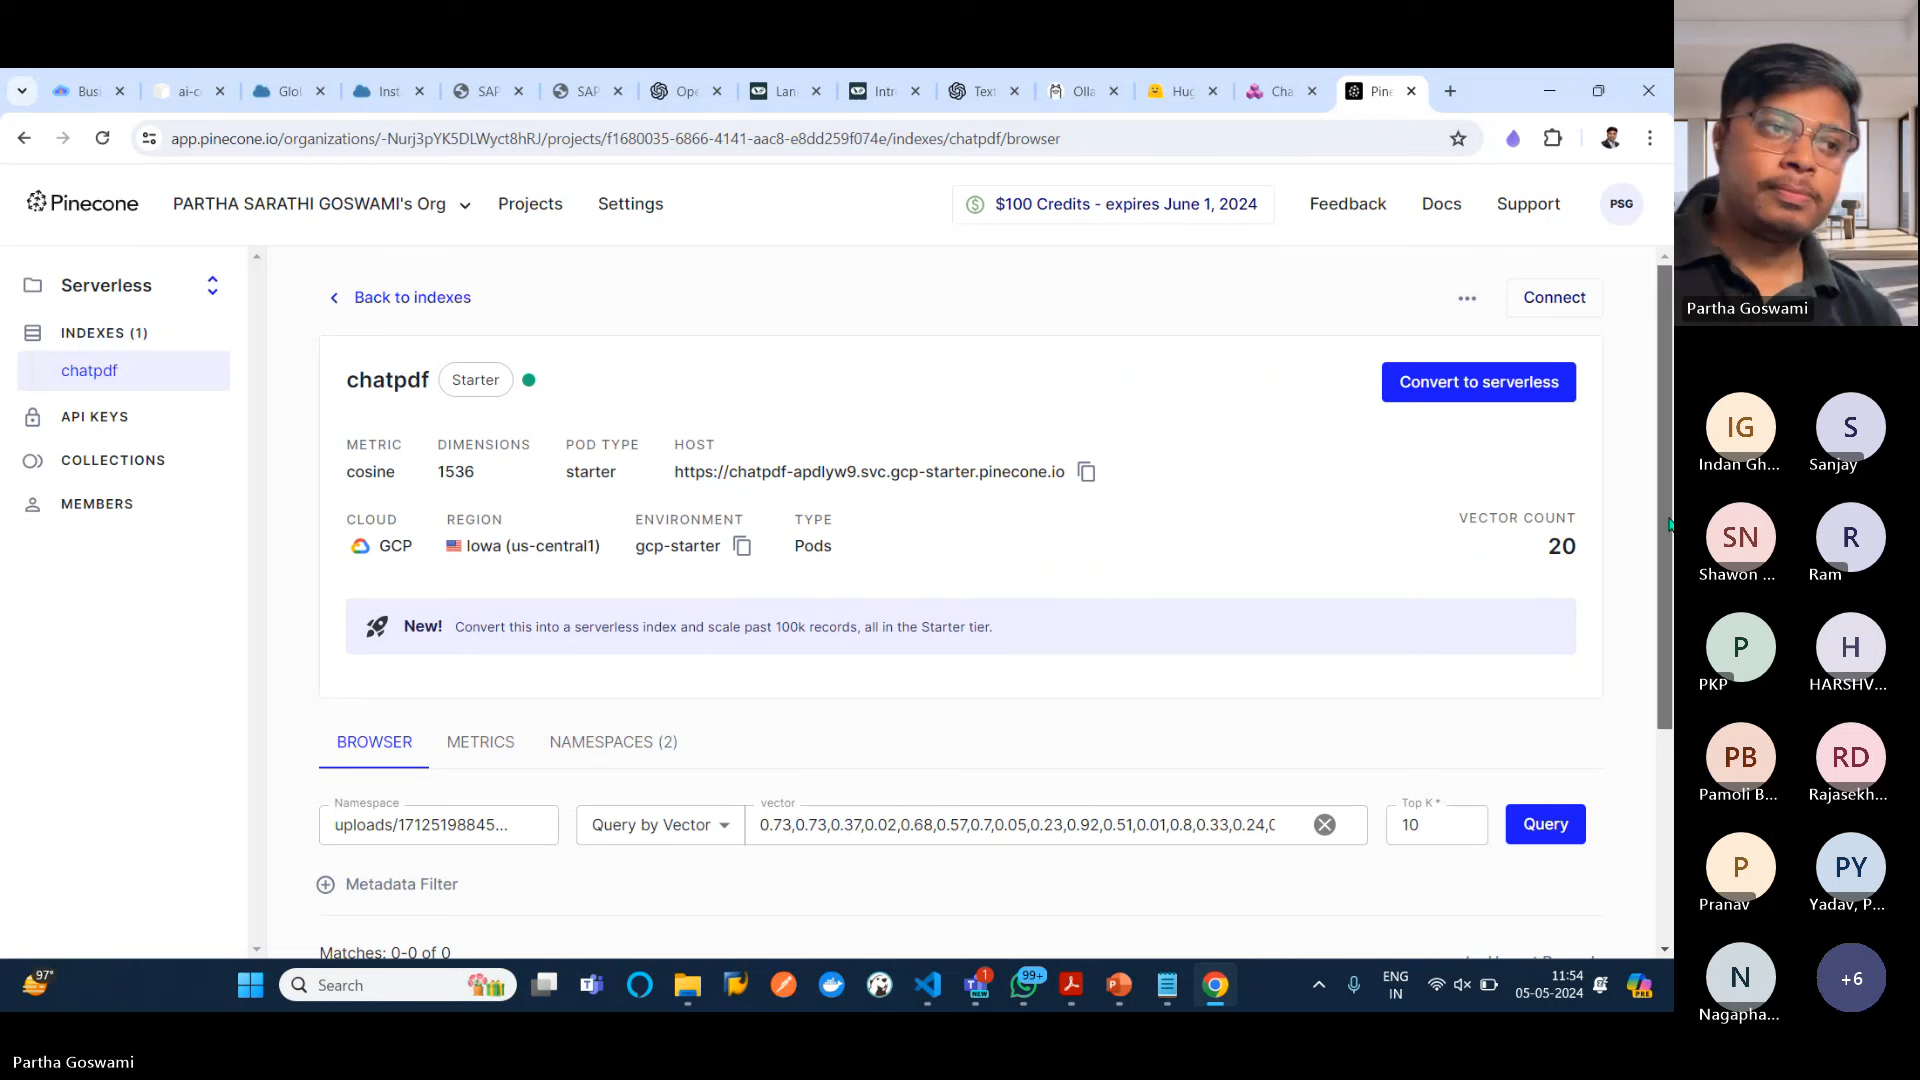 Busi
ai-c
Glol
Inst
SAP
SAP
Ope
Lan
Intr
Text
Olla
Hug
Cha
Pine
app.pinecone.io/organizations/-Nurj3pYK5DLWyct8hRJ/projects/f1680035-6866-4141-aac8-e8dd259f074e/indexes/chatpdf/browser
Pinecone
PARTHA SARATHI GOSWAMI's Org
Projects
Settings
$100 Credits - expires June 1, 2024
Feedback
Docs
Support
PSG
Serverless
INDEXES (1)
chatpdf
API KEYS
COLLECTIONS
MEMBERS
Back to indexes
Connect
chatpdf
Starter
Convert to serverless
METRIC
DIMENSIONS
POD TYPE
HOST
cosine
1536
starter
https://chatpdf-apdlyw9.svc.gcp-starter.pinecone.io
CLOUD
REGION
ENVIRONMENT
TYPE
VECTOR COUNT
GCP
Iowa (us-central1)
gcp-starter
Pods
20
New! Convert this into a serverless index and scale past 100k records, all in the Starter tier.
BROWSER
METRICS
NAMESPACES (2)
Namespace
uploads/17125198845...
Query by Vector
vector
0.73,0.73,0.37,0.02,0.68,0.57,0.7,0.05,0.23,0.92,0.51,0.01,0.8,0.33,0.24,0
Top K *
10
Query
Metadata Filter
Matches: 0-0 of 0
97°
Search
1
NEW
99+
ENG
IN
11:54
05-05-2024
PRE
Partha Goswami
Partha Goswami
IG
Indan Gh...
S
Sanjay
SN
Shawon ...
R
Ram
P
PKP
H
HARSHV...
PB
Pamoli B...
RD
Rajasekh...
P
Pranav
PY
Yadav, P...
N
Nagapha...
+6